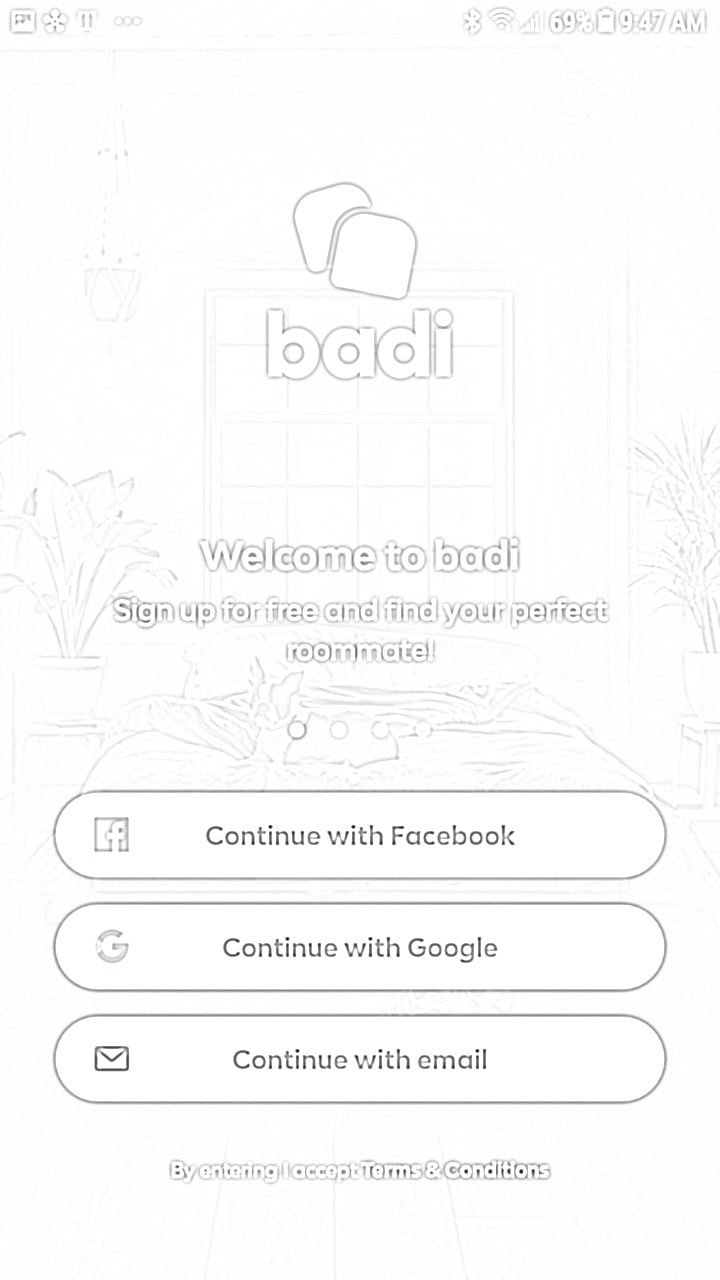 69% 9:47 AM
badi
Welcome to badi
Sign up for free and find your perfect
roommate!
Continue with Facebook
Continue with Google
Continue with email
By entering I accept Terms & Conditions